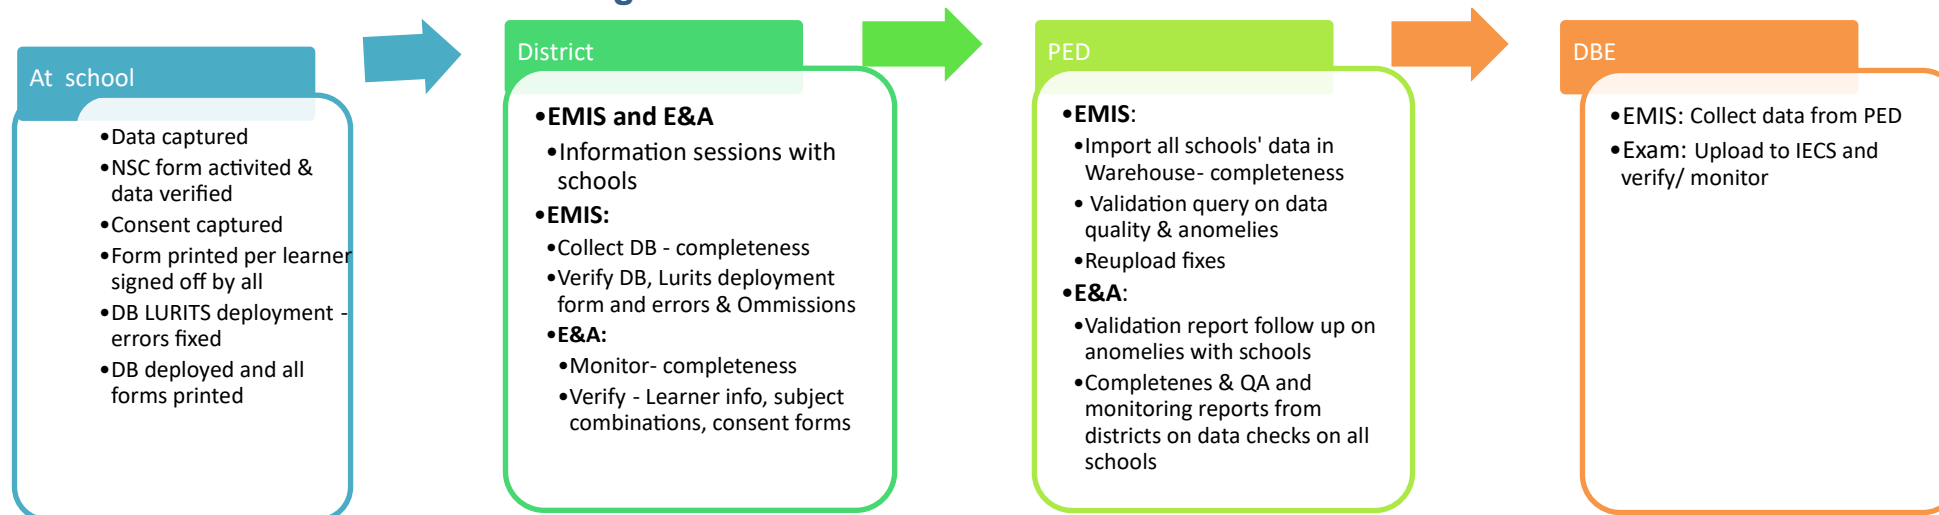 At school
•Data captured
•NSC form activited &
data verified
•Consent captured
•Form printed per learner
signed off by all
•DB LURITS deployment -
errors fixed
•DB deployed and all
forms printed
District
•EMIS and E&A
•Information sessions with
schools
•EMIS:
•Collect DB - completeness
•Verify DB, Lurits deployment
form and errors & Ommissions
•E&A:
•Monitor- completeness
•Verify - Learner info, subject
combinations, consent forms
PED
•EMIS:
•Import all schools' data in
Warehouse- completeness
• Validation query on data
quality & anomelies
•Reupload fixes
•E&A:
•Validation report follow up on
anomelies with schools
•Completenes & QA and
monitoring reports from
districts on data checks on all
schools
DBE
•EMIS: Collect data from PED
•Exam: Upload to IECS and
verify/ monitor